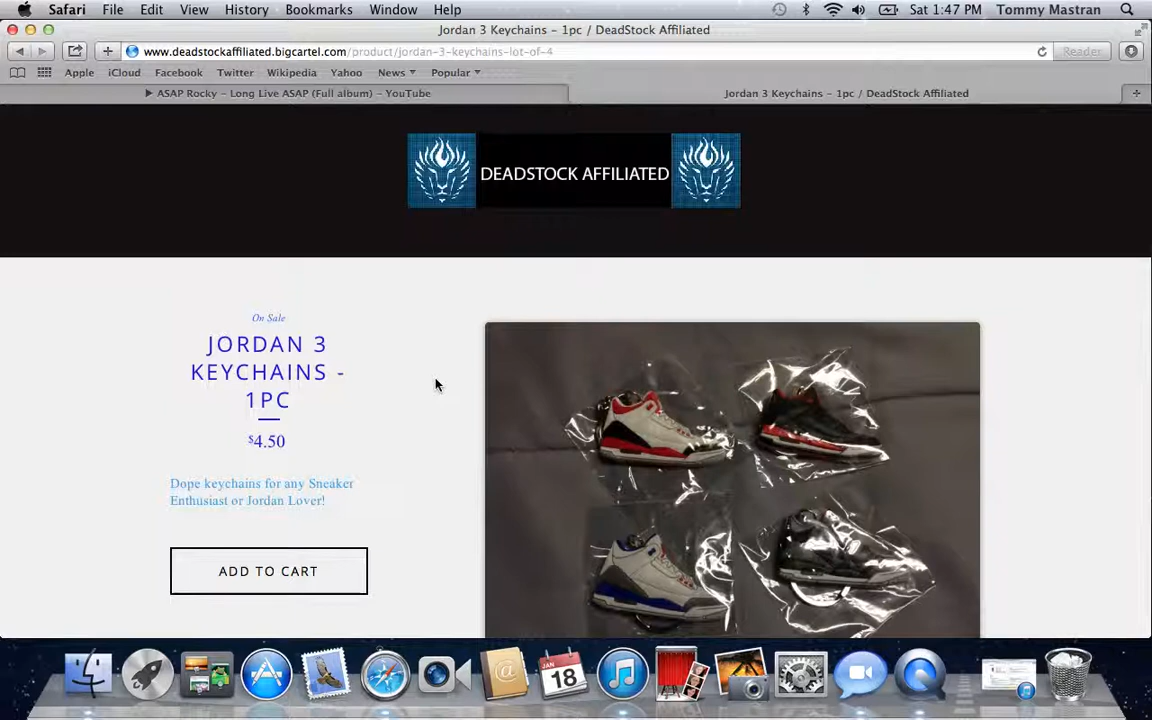 Safari File Edit View History Bookmarks Window Help Sat 1:47 PM Tommy Mastran
Jordan 3 Keychains - 1pc / DeadStock Affiliated
www.deadstockaffiliated.bigcartel.com/product/jordan-3-keychains-lot-of-4 Reader
Apple iCloud Facebook Twitter Wikipedia Yahoo News Popular
ASAP Rocky - Long Live ASAP (Full album) - YouTube Jordan 3 Keychains - 1pc / DeadStock Affiliated
DEADSTOCK AFFILIATED
On Sale
JORDAN 3
KEYCHAINS -
1PC
$4.50
Dope keychains for any Sneaker
Enthusiast or Jordan Lover!
ADD TO CART
JAN
18